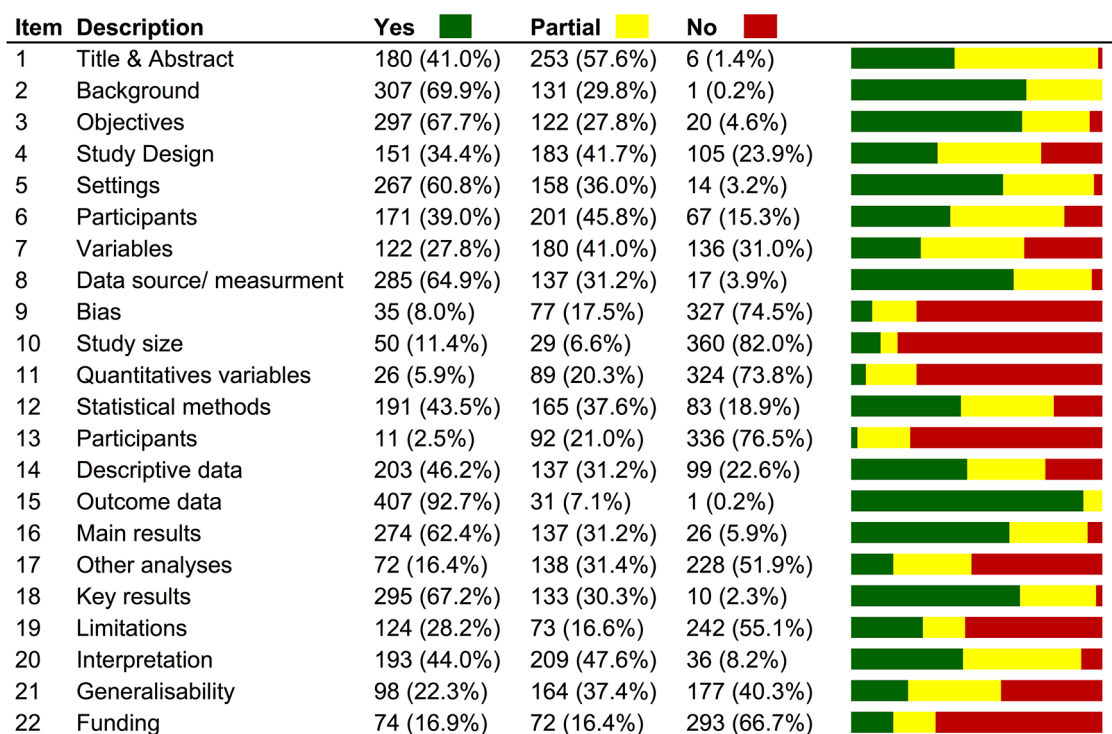 Item Description Yes Partial No
1 Title & Abstract 180 (41.0%) 253 (57.6%) 6 (1.4%)
2 Background 307 (69.9%) 131 (29.8%) 1 (0.2%)
3 Objectives 297 (67.7%) 122 (27.8%) 20 (4.6%)
4 Study Design 151 (34.4%) 183 (41.7%) 105 (23.9%)
5 Settings 267 (60.8%) 158 (36.0%) 14 (3.2%)
6 Participants 171 (39.0%) 201 (45.8%) 67 (15.3%)
7 Variables 122 (27.8%) 180 (41.0%) 136 (31.0%)
8 Data source/ measurment 285 (64.9%) 137 (31.2%) 17 (3.9%)
9 Bias 35 (8.0%) 77 (17.5%) 327 (74.5%)
10 Study size 50 (11.4%) 29 (6.6%) 360 (82.0%)
11 Quantitatives variables 26 (5.9%) 89 (20.3%) 324 (73.8%)
12 Statistical methods 191 (43.5%) 165 (37.6%) 83 (18.9%)
13 Participants 11 (2.5%) 92 (21.0%) 336 (76.5%)
14 Descriptive data 203 (46.2%) 137 (31.2%) 99 (22.6%)
15 Outcome data 407 (92.7%) 31 (7.1%) 1 (0.2%)
16 Main results 274 (62.4%) 137 (31.2%) 26 (5.9%)
17 Other analyses 72 (16.4%) 138 (31.4%) 228 (51.9%)
18 Key results 295 (67.2%) 133 (30.3%) 10 (2.3%)
19 Limitations 124 (28.2%) 73 (16.6%) 242 (55.1%)
20 Interpretation 193 (44.0%) 209 (47.6%) 36 (8.2%)
21 Generalisability 98 (22.3%) 164 (37.4%) 177 (40.3%)
22 Funding 74 (16.9%) 72 (16.4%) 293 (66.7%)